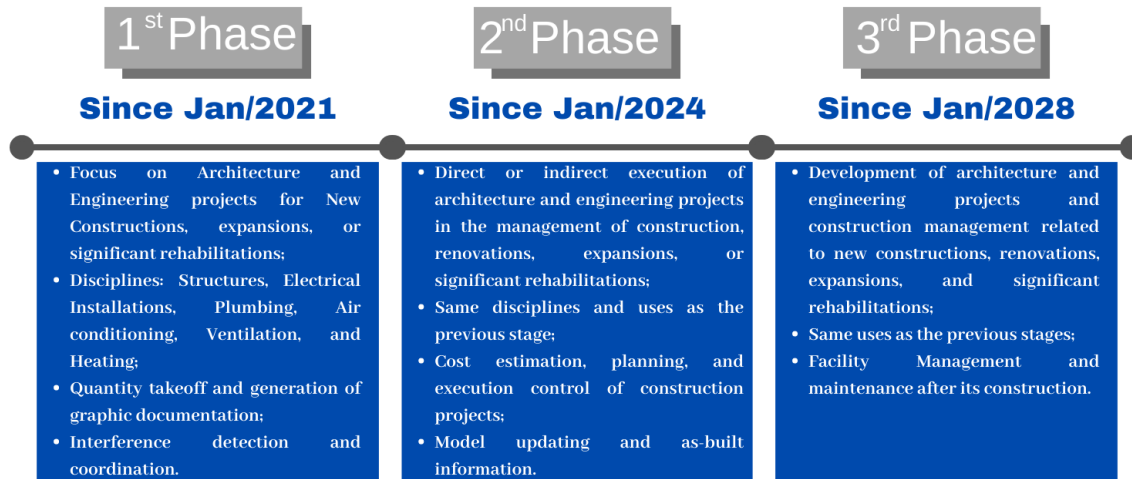 1st Phase
Since Jan/2021
• Focus on Architecture and
Engineering projects for New
Constructions, expansions, or
significant rehabilitations;
• Disciplines: Structures, Electrical
Installations, Plumbing, Air
conditioning, Ventilation, and
Heating;
• Quantity takeoff and generation of
graphic documentation;
• Interference detection and
coordination.
2nd Phase
Since Jan/2024
• Direct or indirect execution of
architecture and engineering projects
in the management of construction,
renovations, expansions, or
significant rehabilitations;
• Same disciplines and uses as the
previous stage;
• Cost estimation, planning, and
execution control of construction
projects;
• Model updating and as-built
information.
3rd Phase
Since Jan/2028
• Development of architecture and
engineering projects and
construction management related
to new constructions, renovations,
expansions, and significant
rehabilitations;
• Same uses as the previous stages;
• Facility Management and
maintenance after its construction.